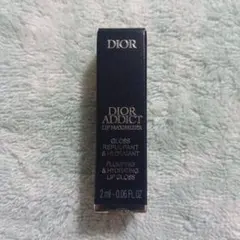 DIOR
DIOR
ADDICT
LIP MAXIMIZER
GLOSS
REPULPANT
& HYDRATANT
PLUMPING
& HYDRATING
LIP GLOSS
2 ml - 0.06 FL. OZ